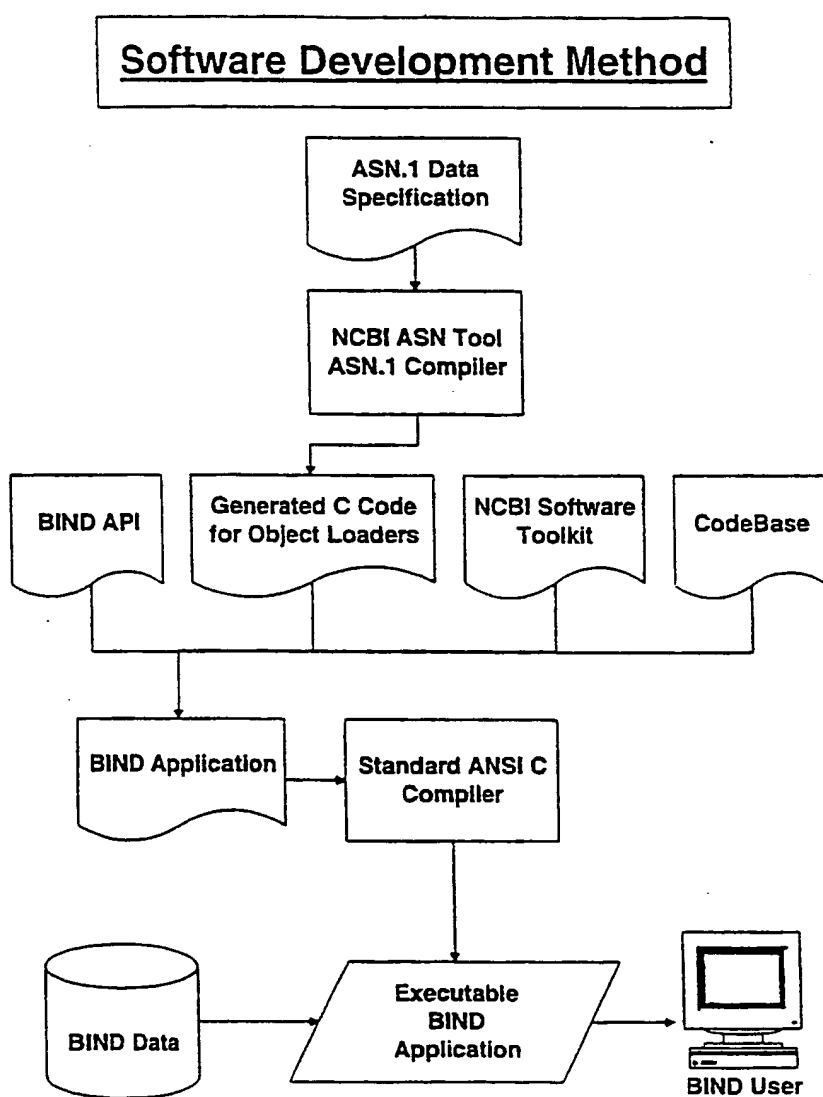 Software Development Method
ASN.1 Data
Specification
NCBI ASN Tool
ASN.1 Compiler
BIND API
Generated C Code
for Object Loaders
NCBI Software
Toolkit
CodeBase
BIND Application
Standard ANSI C
Compiler
BIND Data
Executable
BIND
Application
BIND User